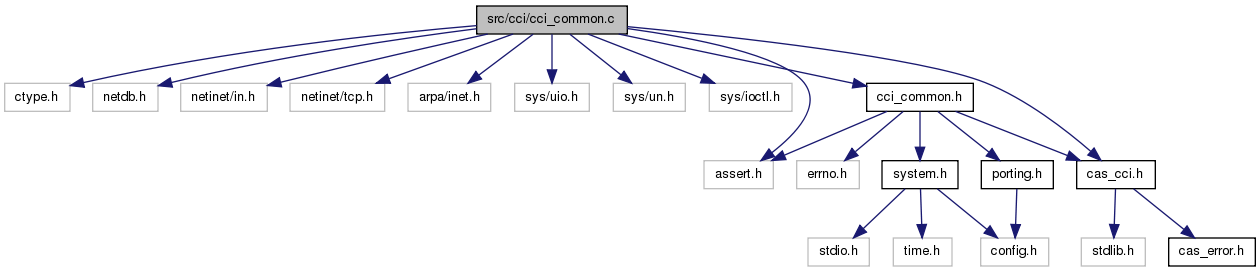 src/cci/cci_common.c
ctype.h
netdb.h
netinet/in.h
netinet/tcp.h
arpa/inet.h
sys/uio.h
sys/un.h
sys/ioctl.h
cci_common.h
assert.h
errno.h
system.h
porting.h
cas_cci.h
stdio.h
time.h
config.h
stdlib.h
cas_error.h